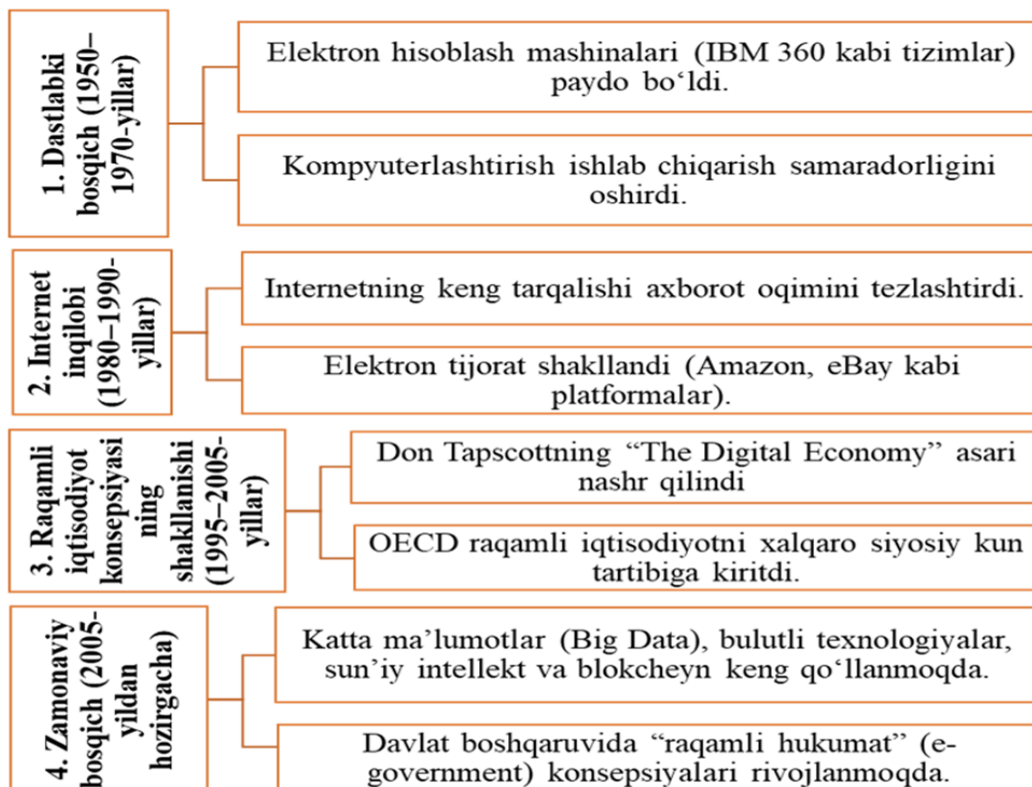 1. Dastlabki
bosqich (1950–
1970-yillar)
Elektron hisoblash mashinalari (IBM 360 kabi tizimlar)
paydo bo‘ldi.
Kompyuterlashtirish ishlab chiqarish samaradorligini
oshirdi.
2. Internet
inqilobi
(1980–1990-
yillar)
Internetning keng tarqalishi axborot oqimini tezlashtirdi.
Elektron tijorat shakllandi (Amazon, eBay kabi
platformalar).
3. Raqamli
iqtisodiyot
konsepsiyasi
ning
shakllanishi
(1995–2005-
yillar)
Don Tapscottning “The Digital Economy” asari
nashr qilindi
OECD raqamli iqtisodiyotni xalqaro siyosiy kun
tartibiga kiritdi.
4. Zamonaviy
bosqich (2005-
yildan
hozirgacha)
Katta ma’lumotlar (Big Data), bulutli texnologiyalar,
sun’iy intellekt va blokcheyn keng qo‘llanmoqda.
Davlat boshqaruvida “raqamli hukumat” (e-
government) konsepsiyalari rivojlanmoqda.